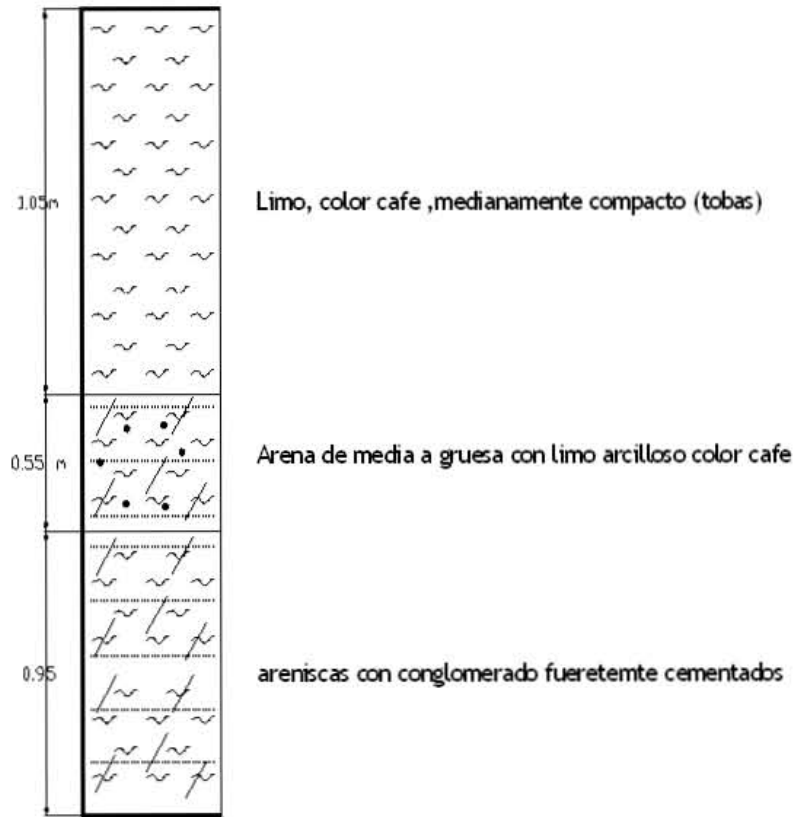 1.05m
Limo, color cafe ,medianamente compacto (tobas)
0.55 m
Arena de media a gruesa con limo arcilloso color cafe
0.95
areniscas con conglomerado fueretemte cementados